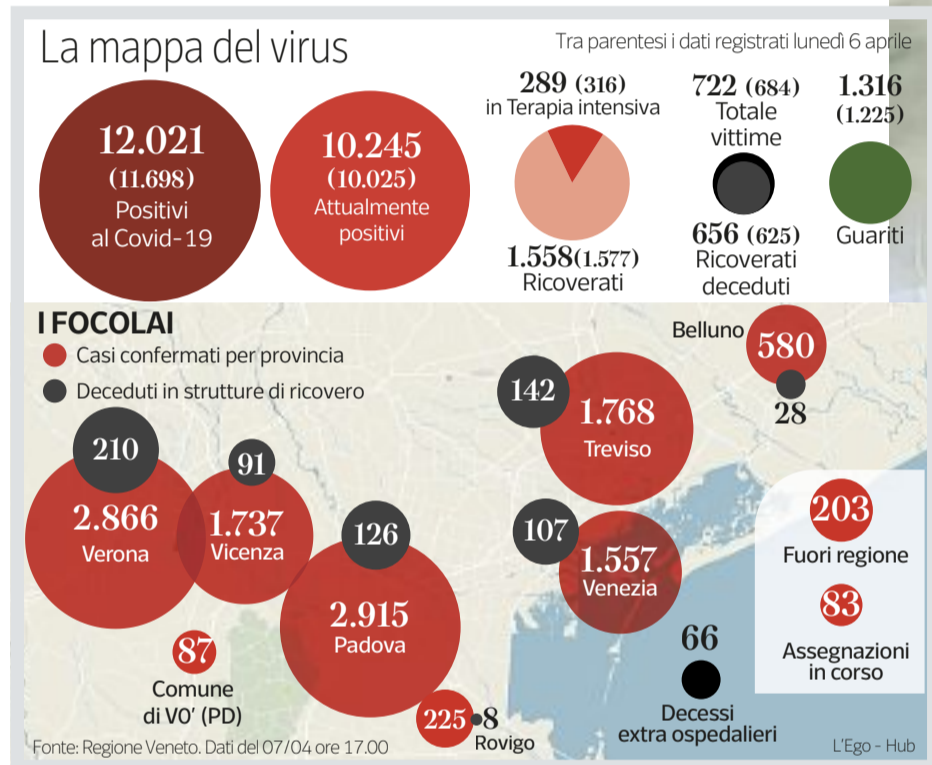 La mappa del virus
Tra parentesi i dati registrati lunedì 6 aprile
12.021
(11.698)
Positivi
al Covid-19
10.245
(10.025)
Attualmente
positivi
289 (316)
in Terapia intensiva
1.558(1.577)
Ricoverati
722 (684)
Totale
vittime
656 (625)
Ricoverati
deceduti
1.316
(1.225)
Guariti
I FOCOLAI
Casi confermati per provincia
Deceduti in strutture di ricovero
210
2.866
Verona
91
1.737
Vicenza
126
2.915
Padova
142
1.768
Treviso
107
1.557
Venezia
Belluno
580
28
87
Comune
di VO' (PD)
225
8
Rovigo
66
Decessi
extra ospedalieri
203
Fuori regione
83
Assegnazioni
in corso
Fonte: Regione Veneto. Dati del 07/04 ore 17.00
L'Ego - Hub